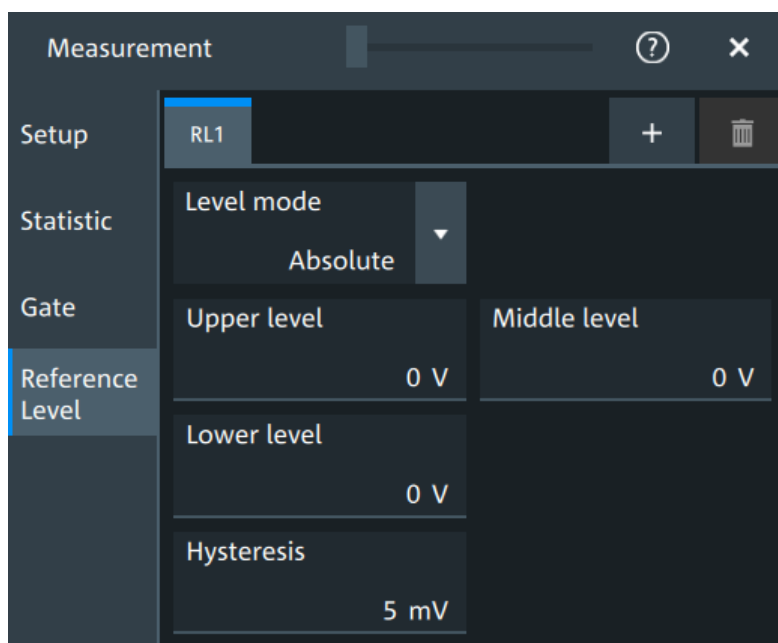 Measurement
?
×
Setup
RL1
+
Statistic
Level mode
Absolute
Gate
Upper level
0 V
Middle level
0 V
Reference
Level
Lower level
0 V
Hysteresis
5 mV